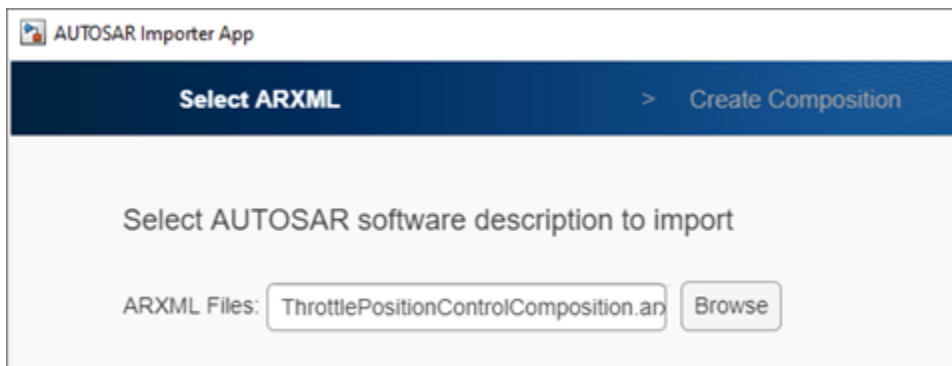 AUTOSAR Importer App
Select ARXML > Create Composition
Select AUTOSAR software description to import
ARXML Files: ThrottlePositionControlComposition.ar Browse